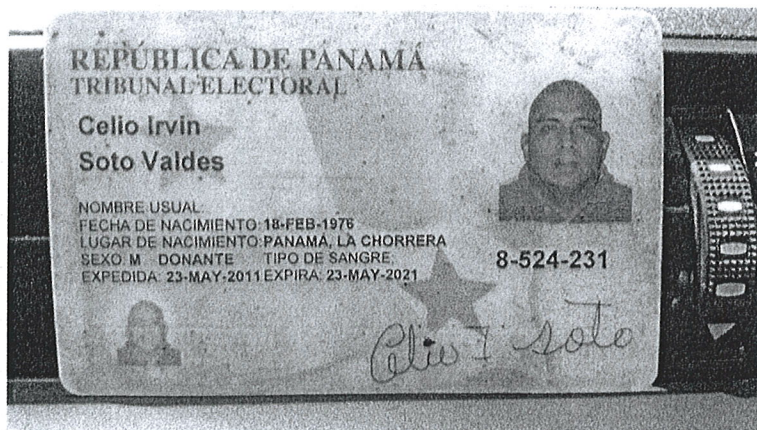 REPÚBLICA DE PANAMÁ
TRIBUNAL ELECTORAL
Celio Irvin
Soto Valdes
NOMBRE USUAL:
FECHA DE NACIMIENTO: 18-FEB-1976
LUGAR DE NACIMIENTO: PANAMÁ, LA CHORRERA
SEXO: M DONANTE TIPO DE SANGRE:
EXPEDIDA: 23-MAY-2011 EXPIRA: 23-MAY-2021
8-524-231
Celio I Soto